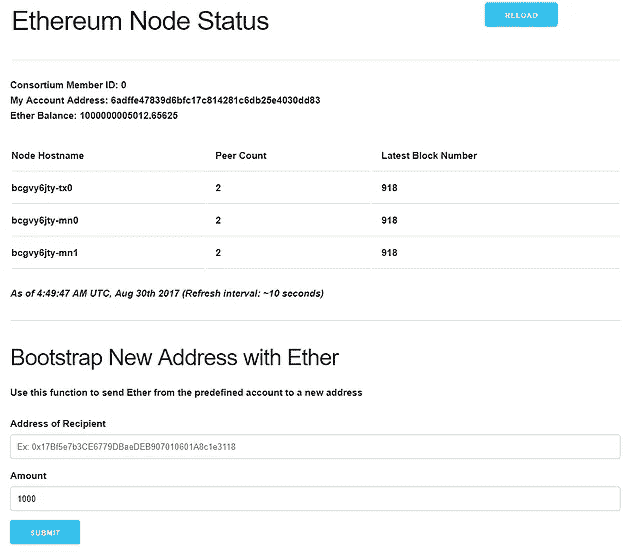 Ethereum Node Status
RELOAD
Consortium Member ID: 0
My Account Address: 6adffe47839d6bfc17c814281c6db25e4030dd83
Ether Balance: 1000000005012.65625
Node Hostname Peer Count Latest Block Number
bcgvy6jty-tx0 2 918
bcgvy6jty-mn0 2 918
bcgvy6jty-mn1 2 918
As of 4:49:47 AM UTC, Aug 30th 2017 (Refresh interval: ~10 seconds)
Bootstrap New Address with Ether
Use this function to send Ether from the predefined account to a new address
Address of Recipient
Ex: 0x17Bf5e7b3CE6779DBaeDEB907010601A8c1e3118
Amount
1000
SUBMIT